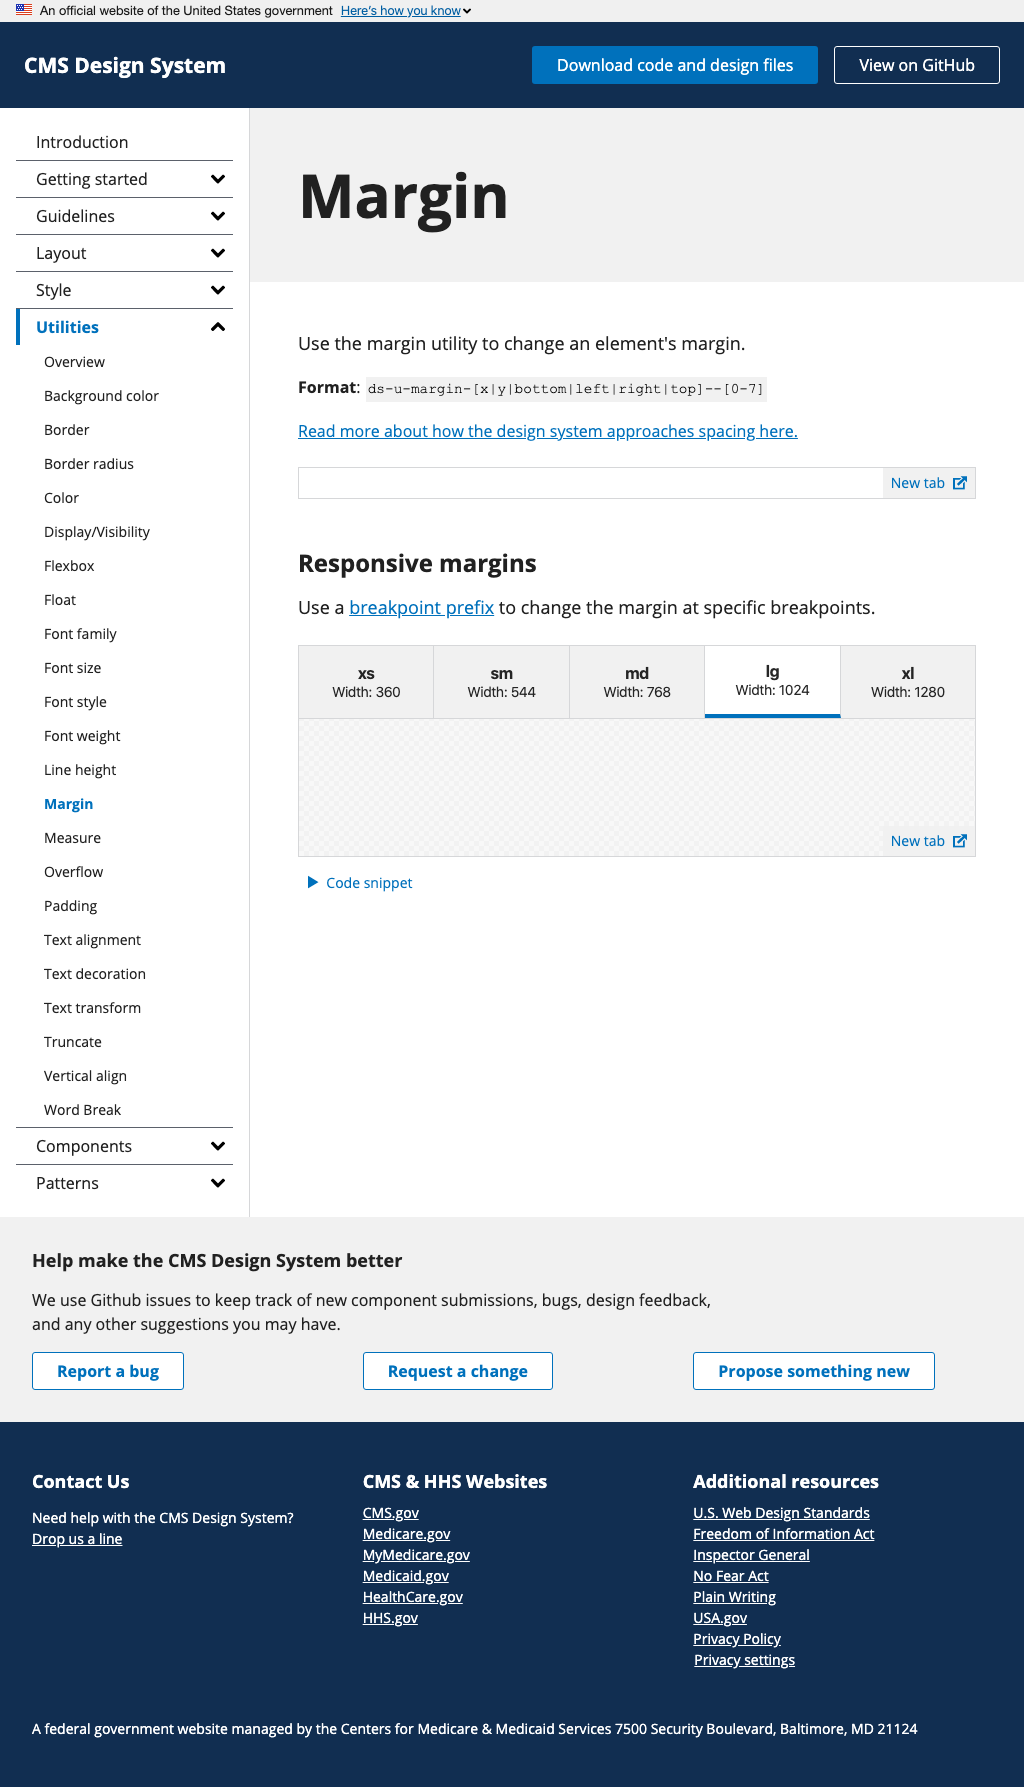 An official website of the United States government Here's how you know
CMS Design System
Download code and design files
View on GitHub
Introduction
Getting started
Guidelines
Layout
Style
Utilities
Overview
Background color
Border
Border radius
Color
Display/Visibility
Flexbox
Float
Font family
Font size
Font style
Font weight
Line height
Margin
Measure
Overflow
Padding
Text alignment
Text decoration
Text transform
Truncate
Vertical align
Word Break
Components
Patterns
Margin
Use the margin utility to change an element's margin.
Format: ds-u-margin-[x|y|bottom|left|right|top]--[0-7]
Read more about how the design system approaches spacing here.
New tab
Responsive margins
Use a breakpoint prefix to change the margin at specific breakpoints.
xs
Width: 360
sm
Width: 544
md
Width: 768
lg
Width: 1024
xl
Width: 1280
New tab
Code snippet
Help make the CMS Design System better
We use Github issues to keep track of new component submissions, bugs, design feedback,
and any other suggestions you may have.
Report a bug
Request a change
Propose something new
Contact Us
Need help with the CMS Design System?
Drop us a line
CMS & HHS Websites
CMS.gov
Medicare.gov
MyMedicare.gov
Medicaid.gov
HealthCare.gov
HHS.gov
Additional resources
U.S. Web Design Standards
Freedom of Information Act
Inspector General
No Fear Act
Plain Writing
USA.gov
Privacy Policy
Privacy settings
A federal government website managed by the Centers for Medicare & Medicaid Services 7500 Security Boulevard, Baltimore, MD 21124